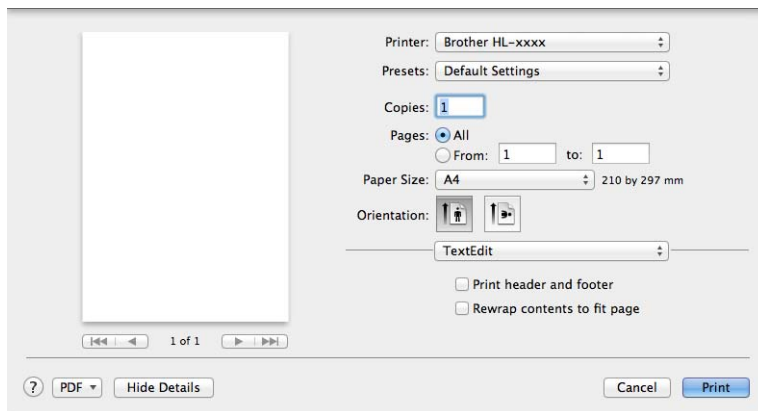 Printer: Brother HL-xxxx
Presets: Default Settings
Copies: 1
Pages: All
From: 1 to: 1
Paper Size: A4 210 by 297 mm
Orientation:
TextEdit
Print header and footer
Rewrap contents to fit page
1 of 1
? PDF Hide Details Cancel Print